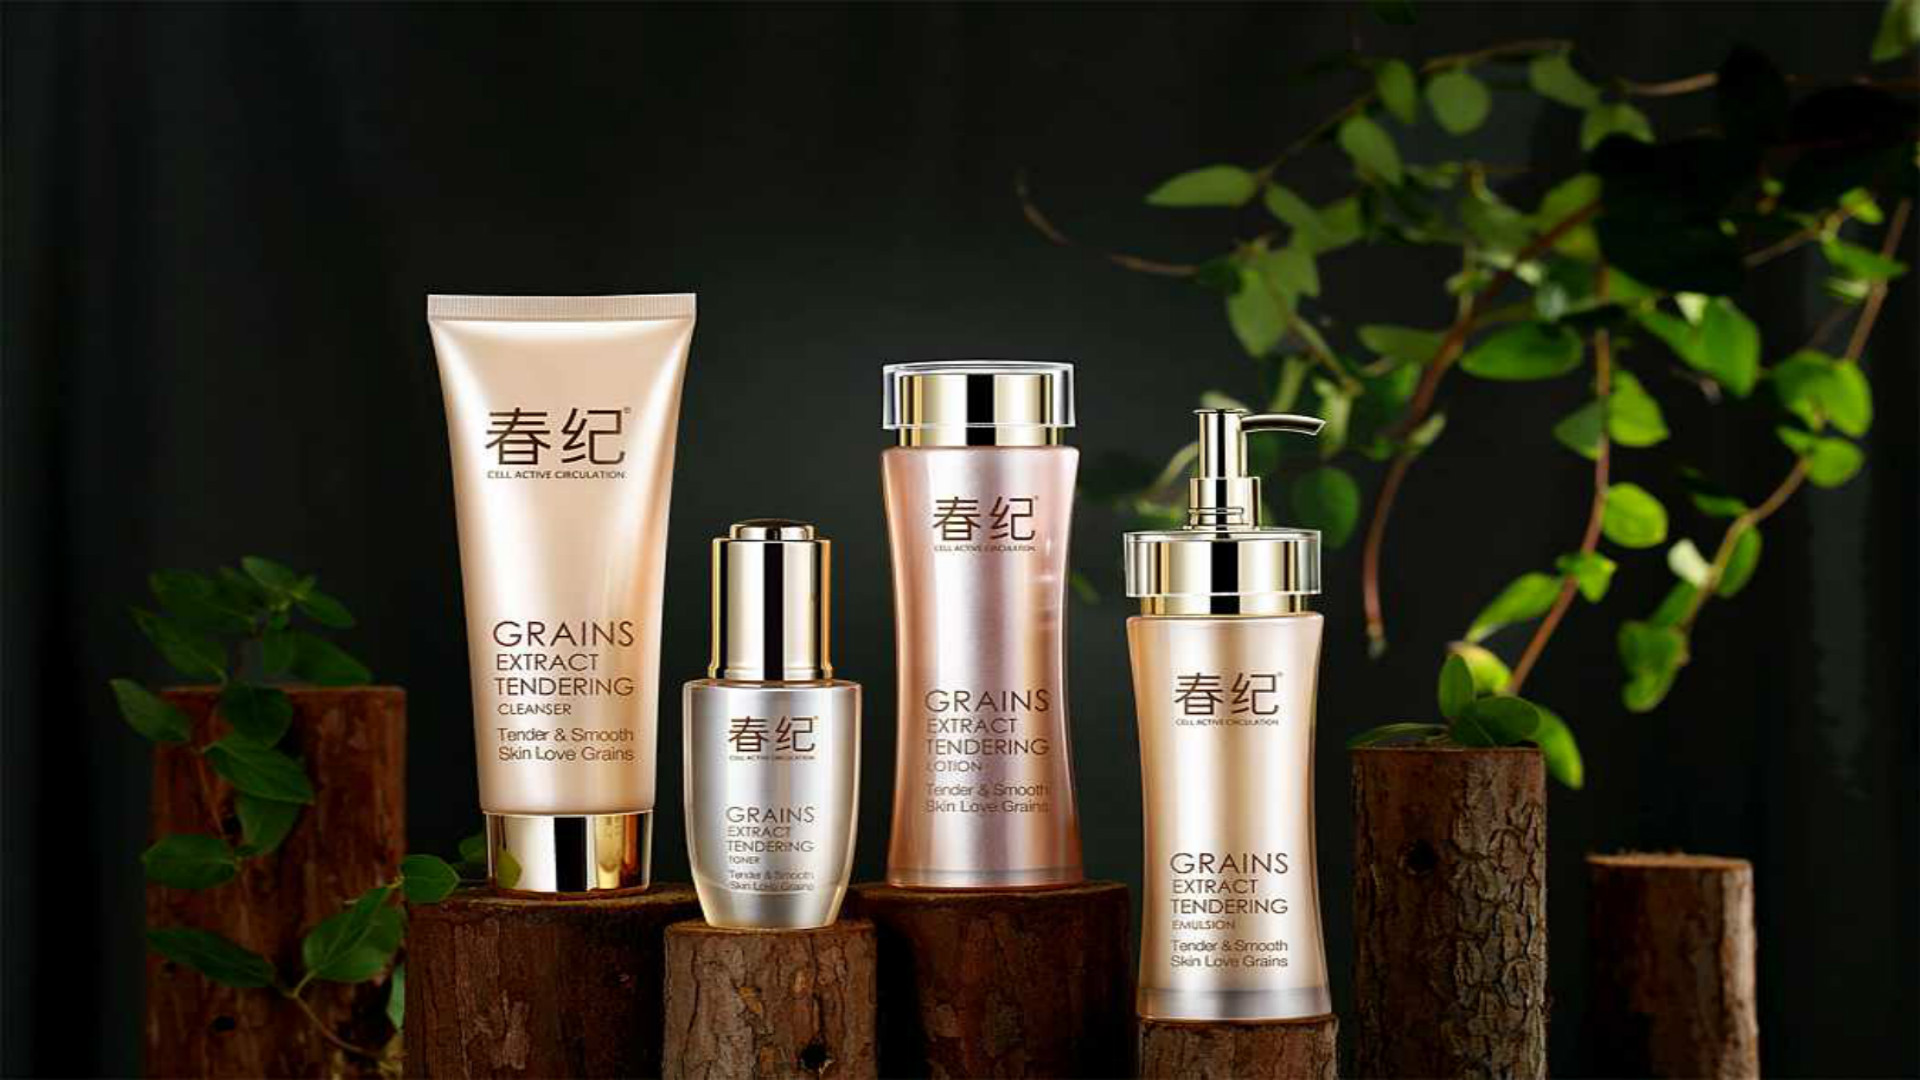 春纪®
CELL ACTIVE CIRCULATION
GRAINS
EXTRACT
TENDERING
CLEANSER
Tender & Smooth
Skin Love Grains
春纪®
CELL ACTIVE CIRCULATION
GRAINS
EXTRACT
TENDERING
TONER
Tender & Smooth
Skin Love Grains
春纪®
CELL ACTIVE CIRCULATION
GRAINS
EXTRACT
TENDERING
LOTION
Tender & Smooth
Skin Love Grains
春纪®
CELL ACTIVE CIRCULATION
GRAINS
EXTRACT
TENDERING
EMULSION
Tender & Smooth
Skin Love Grains